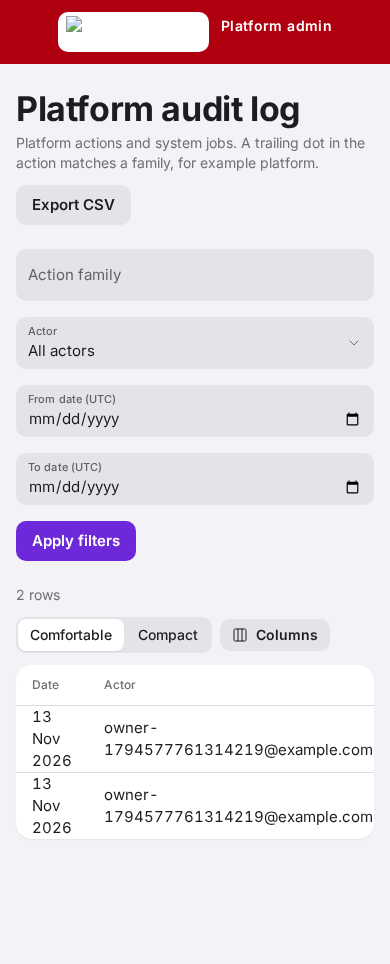 Platform admin
Platform audit log
Platform actions and system jobs. A trailing dot in the
action matches a family, for example platform.
Export CSV
Action family
Actor
All actors
From date (UTC)
mm/dd/yyyy
To date (UTC)
mm/dd/yyyy
Apply filters
2 rows
Comfortable Compact Columns
Date Actor
13
Nov
2026
owner-
1794577761314219@example.com
13
Nov
2026
owner-
1794577761314219@example.com